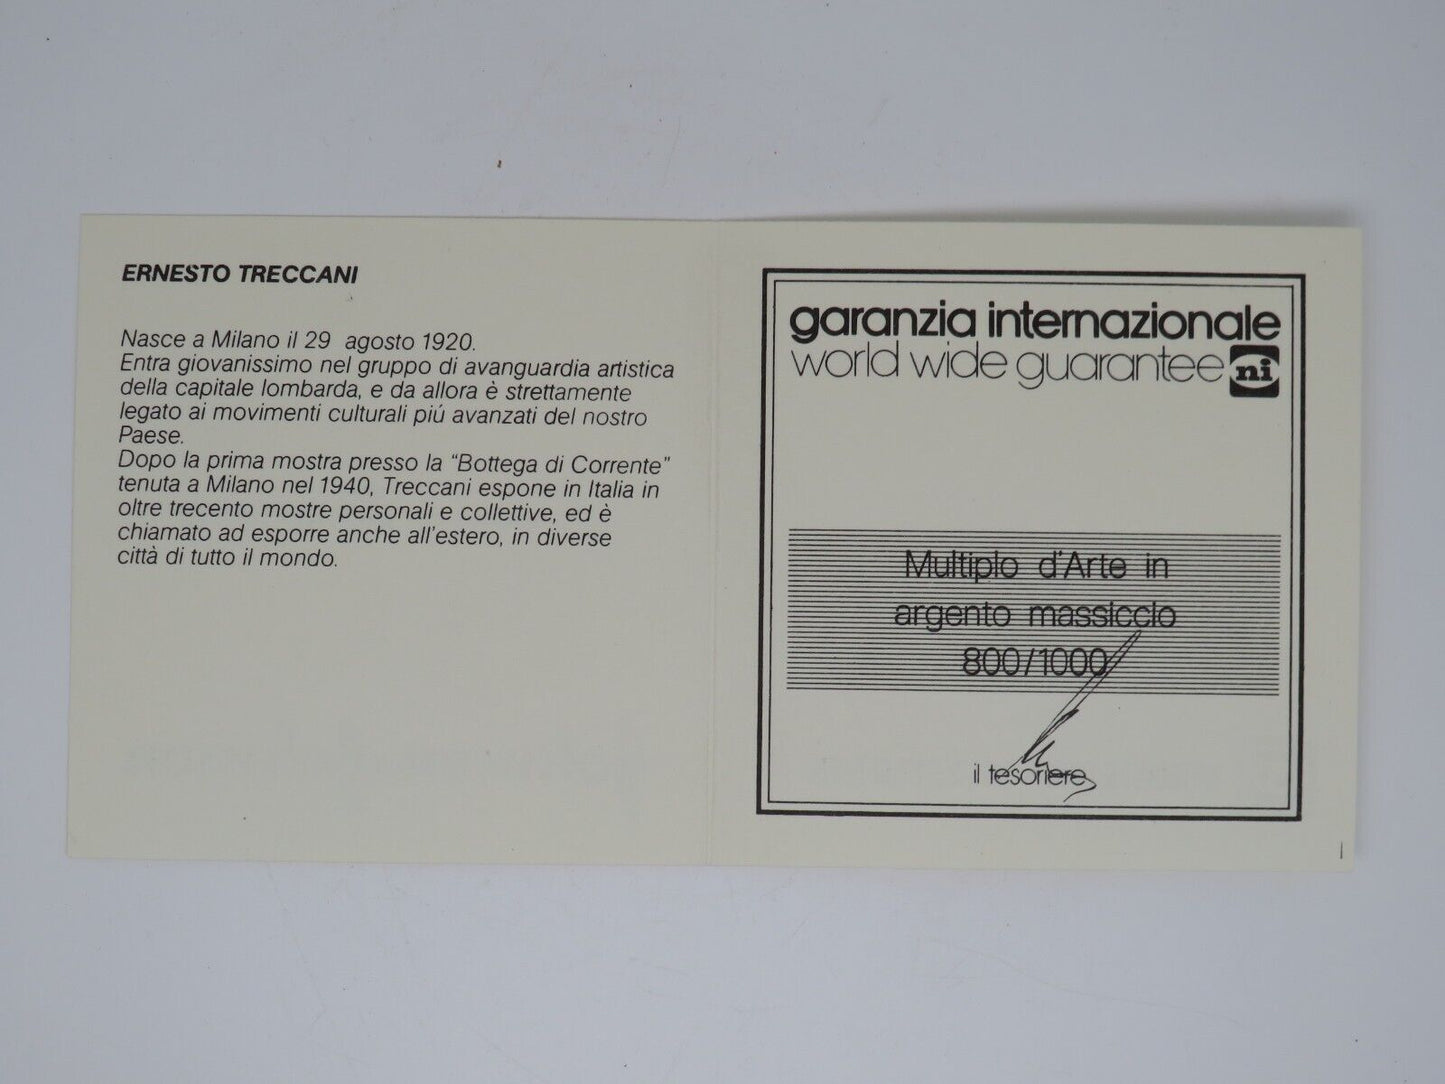 ERNESTO TRECCANI
Nasce a Milano il 29 agosto 1920.
Entra giovanissimo nel gruppo di avanguardia artistica
della capitale lombarda, e da allora è strettamente
legato ai movimenti culturali piú avanzati del nostro
Paese.
Dopo la prima mostra presso la "Bottega di Corrente"
tenuta a Milano nel 1940, Treccani espone in Italia in
oltre trecento mostre personali e collettive, ed è
chiamato ad esporre anche all'estero, in diverse
città di tutto il mondo.
garanzia internazionale
world wide guarantee ni
Multiplo d'Arte in
argento massiccio
800/1000
il tesoriere